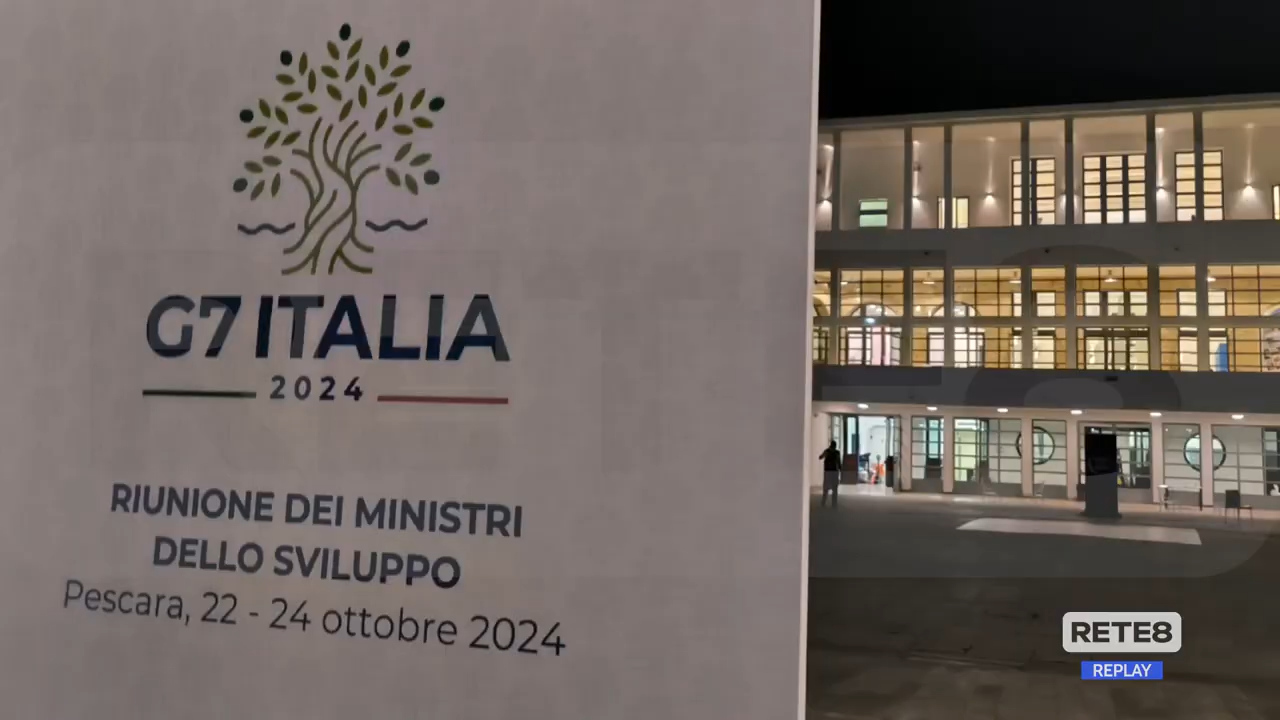 G7 ITALIA
2024
RIUNIONE DEI MINISTRI
DELLO SVILUPPO
Pescara, 22 - 24 ottobre 2024
RETE8
REPLAY